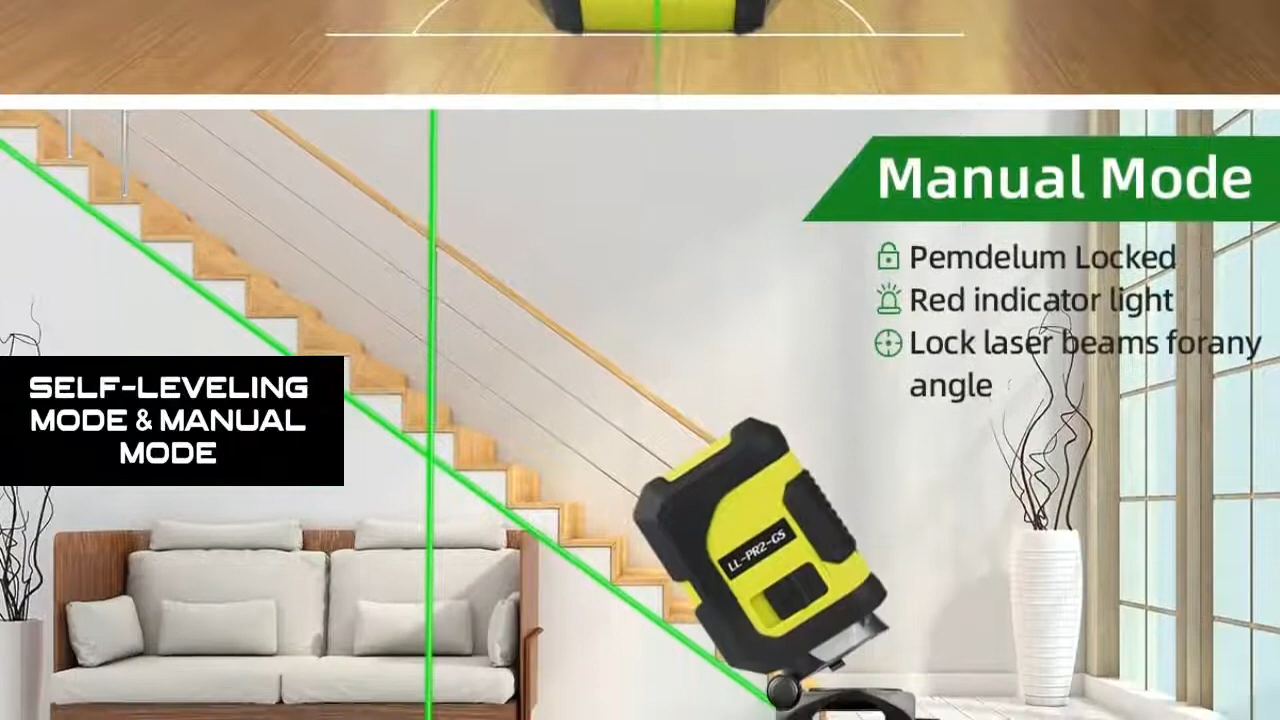 Manual Mode
Pemdelum Locked
Red indicator light
Lock laser beams forany
angle
SELF-LEVELING
MODE & MANUAL
MODE
LL-PR2-GS